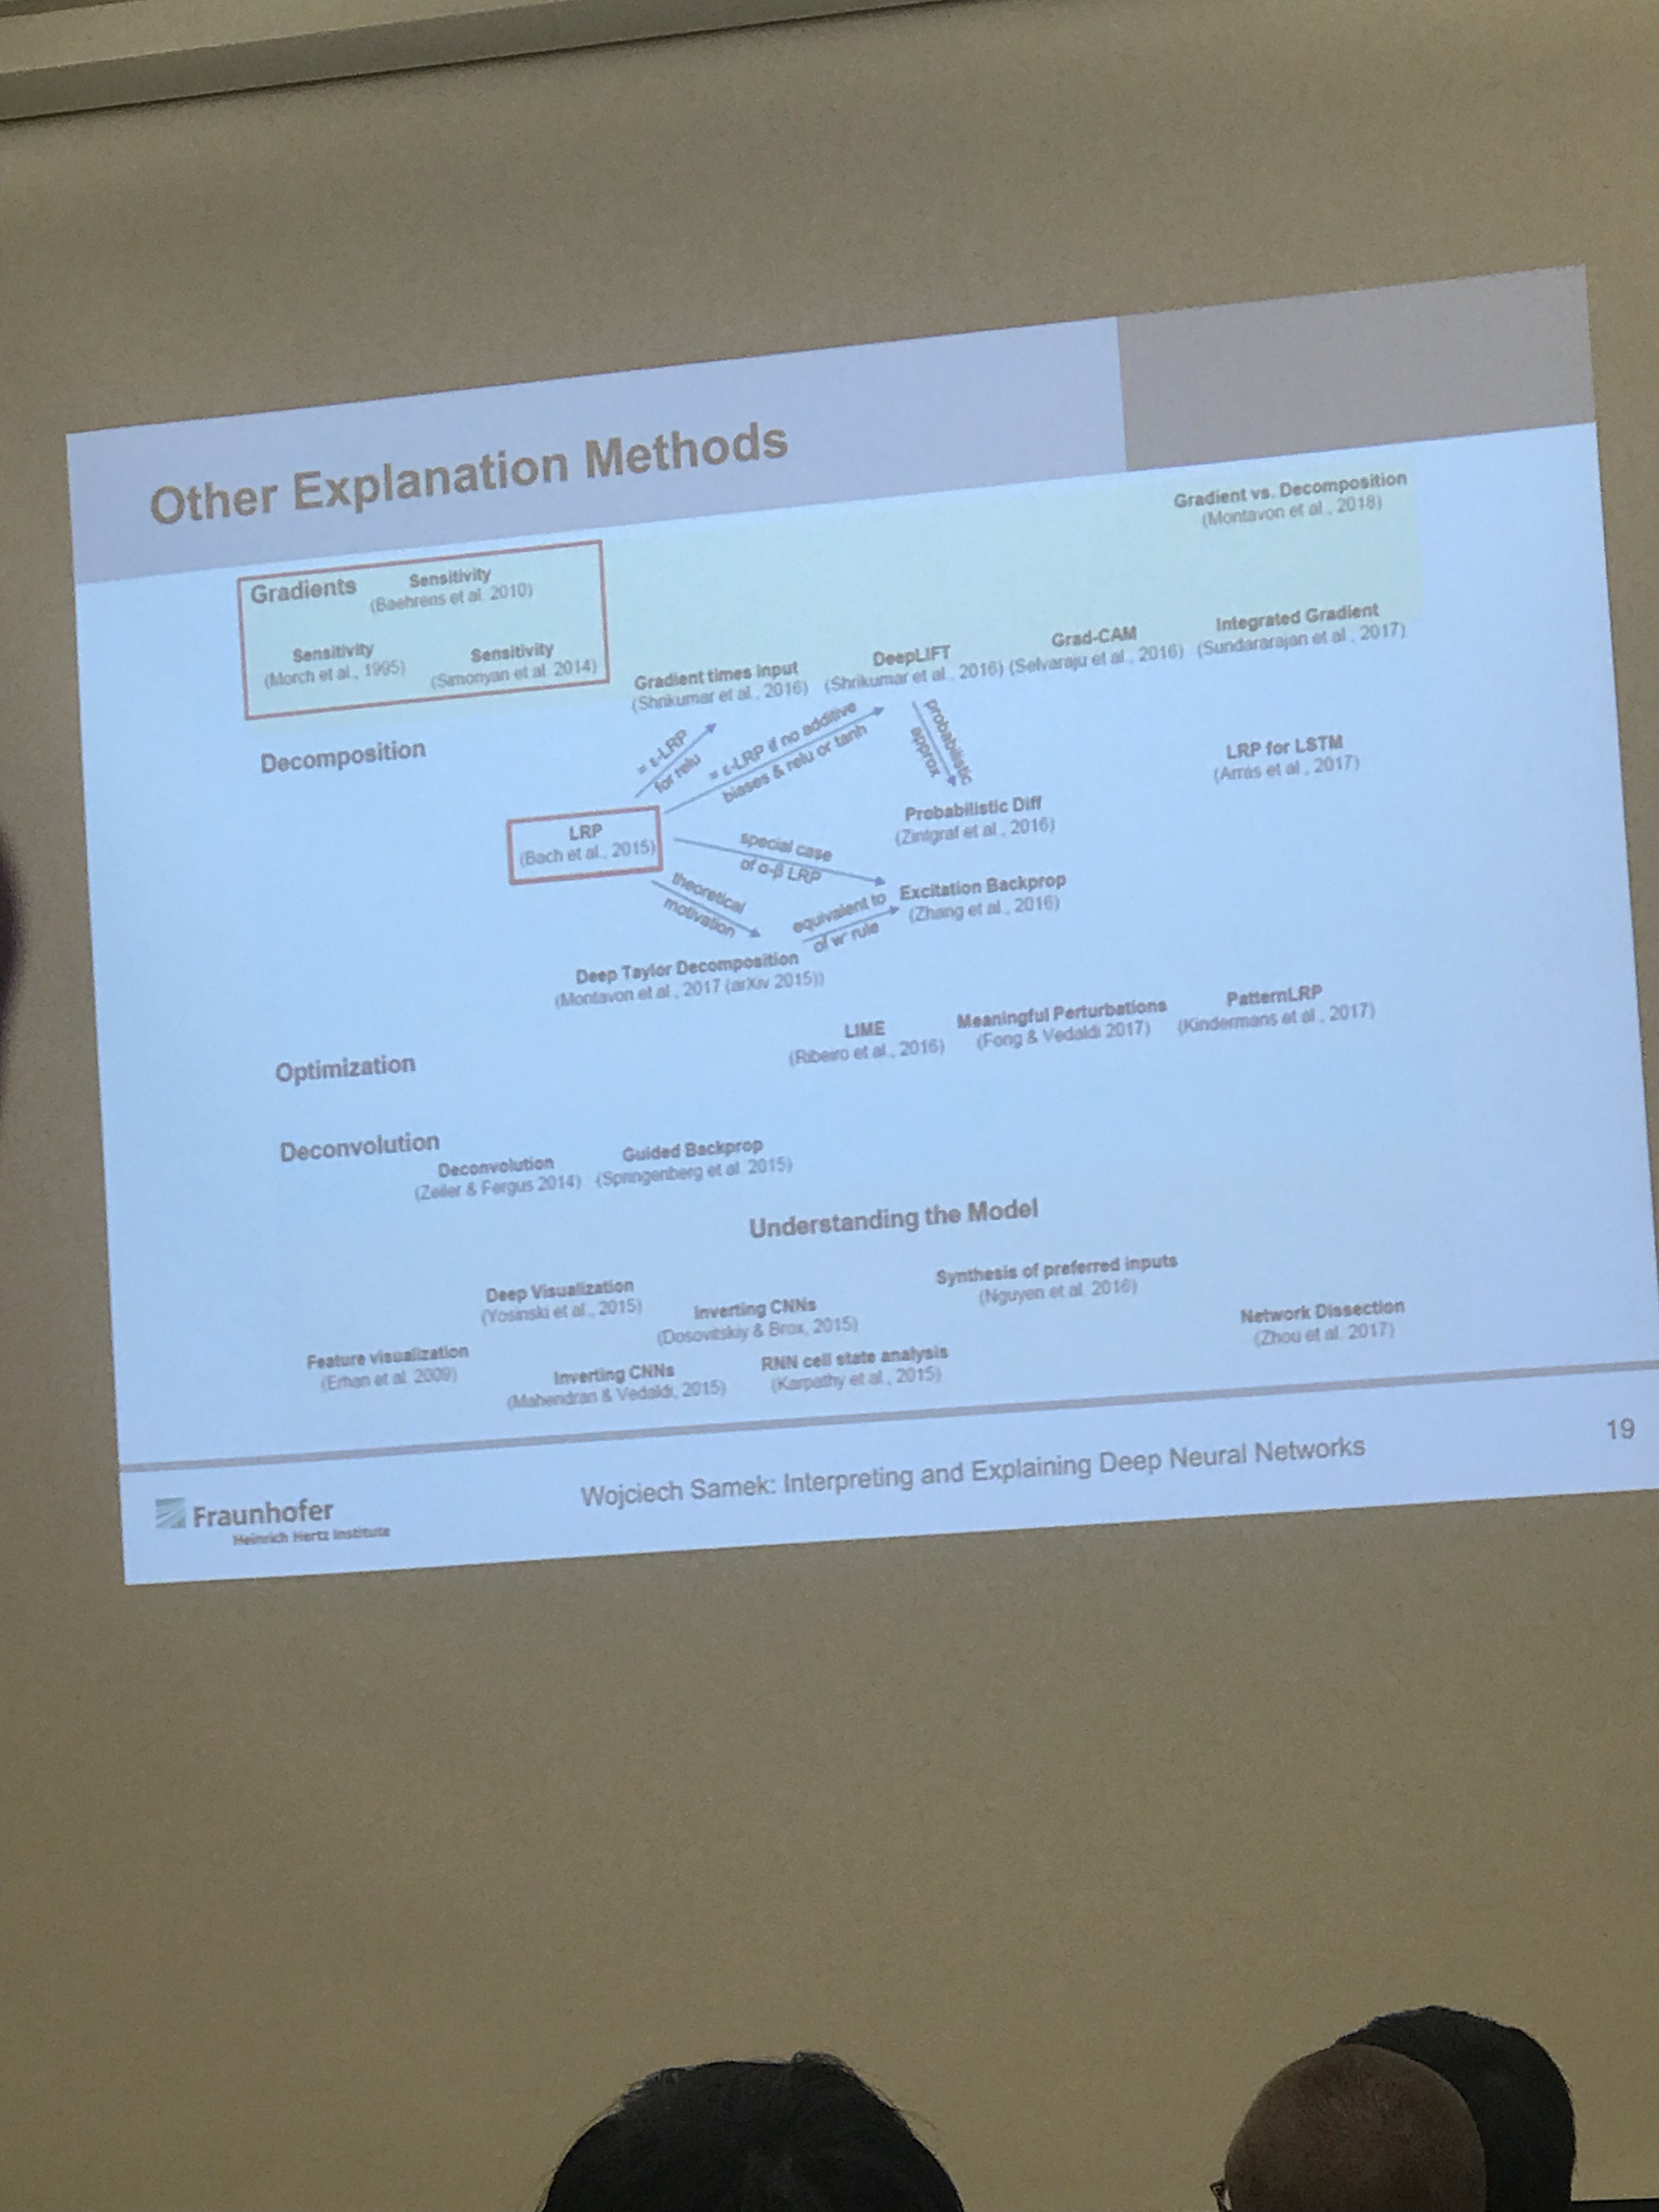 Other Explanation Methods
Gradient vs. Decomposition
(Montavon et al., 2018)
Gradients
Sensitivity
(Baehrens et al. 2010)
Sensitivity
(Morch et al., 1995)
Sensitivity
(Simonyan et al. 2014)
Gradient times input
(Shrikumar et al., 2016)
DeepLIFT
(Shrikumar et al., 2016)
Grad-CAM
(Selvaraju et al., 2016)
Integrated Gradient
(Sundararajan et al., 2017)
Decomposition
= ε-LRP
for relu
= ε-LRP if no additive
biases & relu or tanh
probabilistic
approx
LRP for LSTM
(Arras et al., 2017)
LRP
(Bach et al., 2015)
Probabilistic Diff
(Zintgraf et al., 2016)
special case
of α-β LRP
Excitation Backprop
(Zhang et al., 2016)
theoretical
motivation
equivalent to
of w⁺ rule
Deep Taylor Decomposition
(Montavon et al., 2017 (arXiv 2015))
Optimization
LIME
(Ribeiro et al., 2016)
Meaningful Perturbations
(Fong & Vedaldi 2017)
PatternLRP
(Kindermans et al., 2017)
Deconvolution
Deconvolution
(Zeiler & Fergus 2014)
Guided Backprop
(Springenberg et al. 2015)
Understanding the Model
Deep Visualization
(Yosinski et al., 2015)
Inverting CNNs
(Dosovitskiy & Brox, 2015)
Synthesis of preferred inputs
(Nguyen et al. 2016)
Network Dissection
(Zhou et al. 2017)
Feature visualization
(Erhan et al. 2009)
Inverting CNNs
(Mahendran & Vedaldi, 2015)
RNN cell state analysis
(Karpathy et al., 2015)
Fraunhofer
Heinrich Hertz Institute
Wojciech Samek: Interpreting and Explaining Deep Neural Networks
19